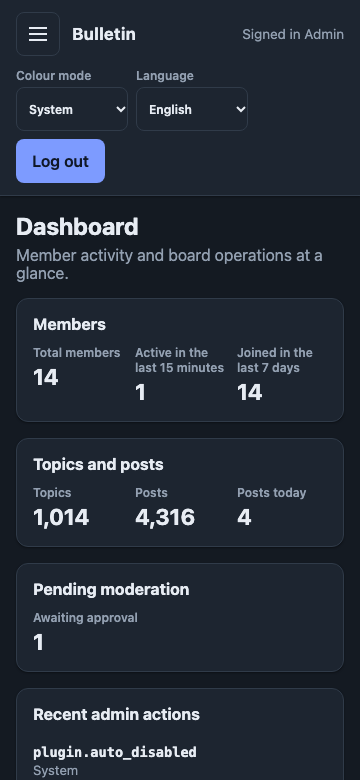 Bulletin
Signed in Admin
Colour mode
Language
System
English
Log out
Dashboard
Member activity and board operations at a
glance.
Members
Total members
14
Active in the
last 15 minutes
1
Joined in the
last 7 days
14
Topics and posts
Topics
1,014
Posts
4,316
Posts today
4
Pending moderation
Awaiting approval
1
Recent admin actions
plugin.auto_disabled
System